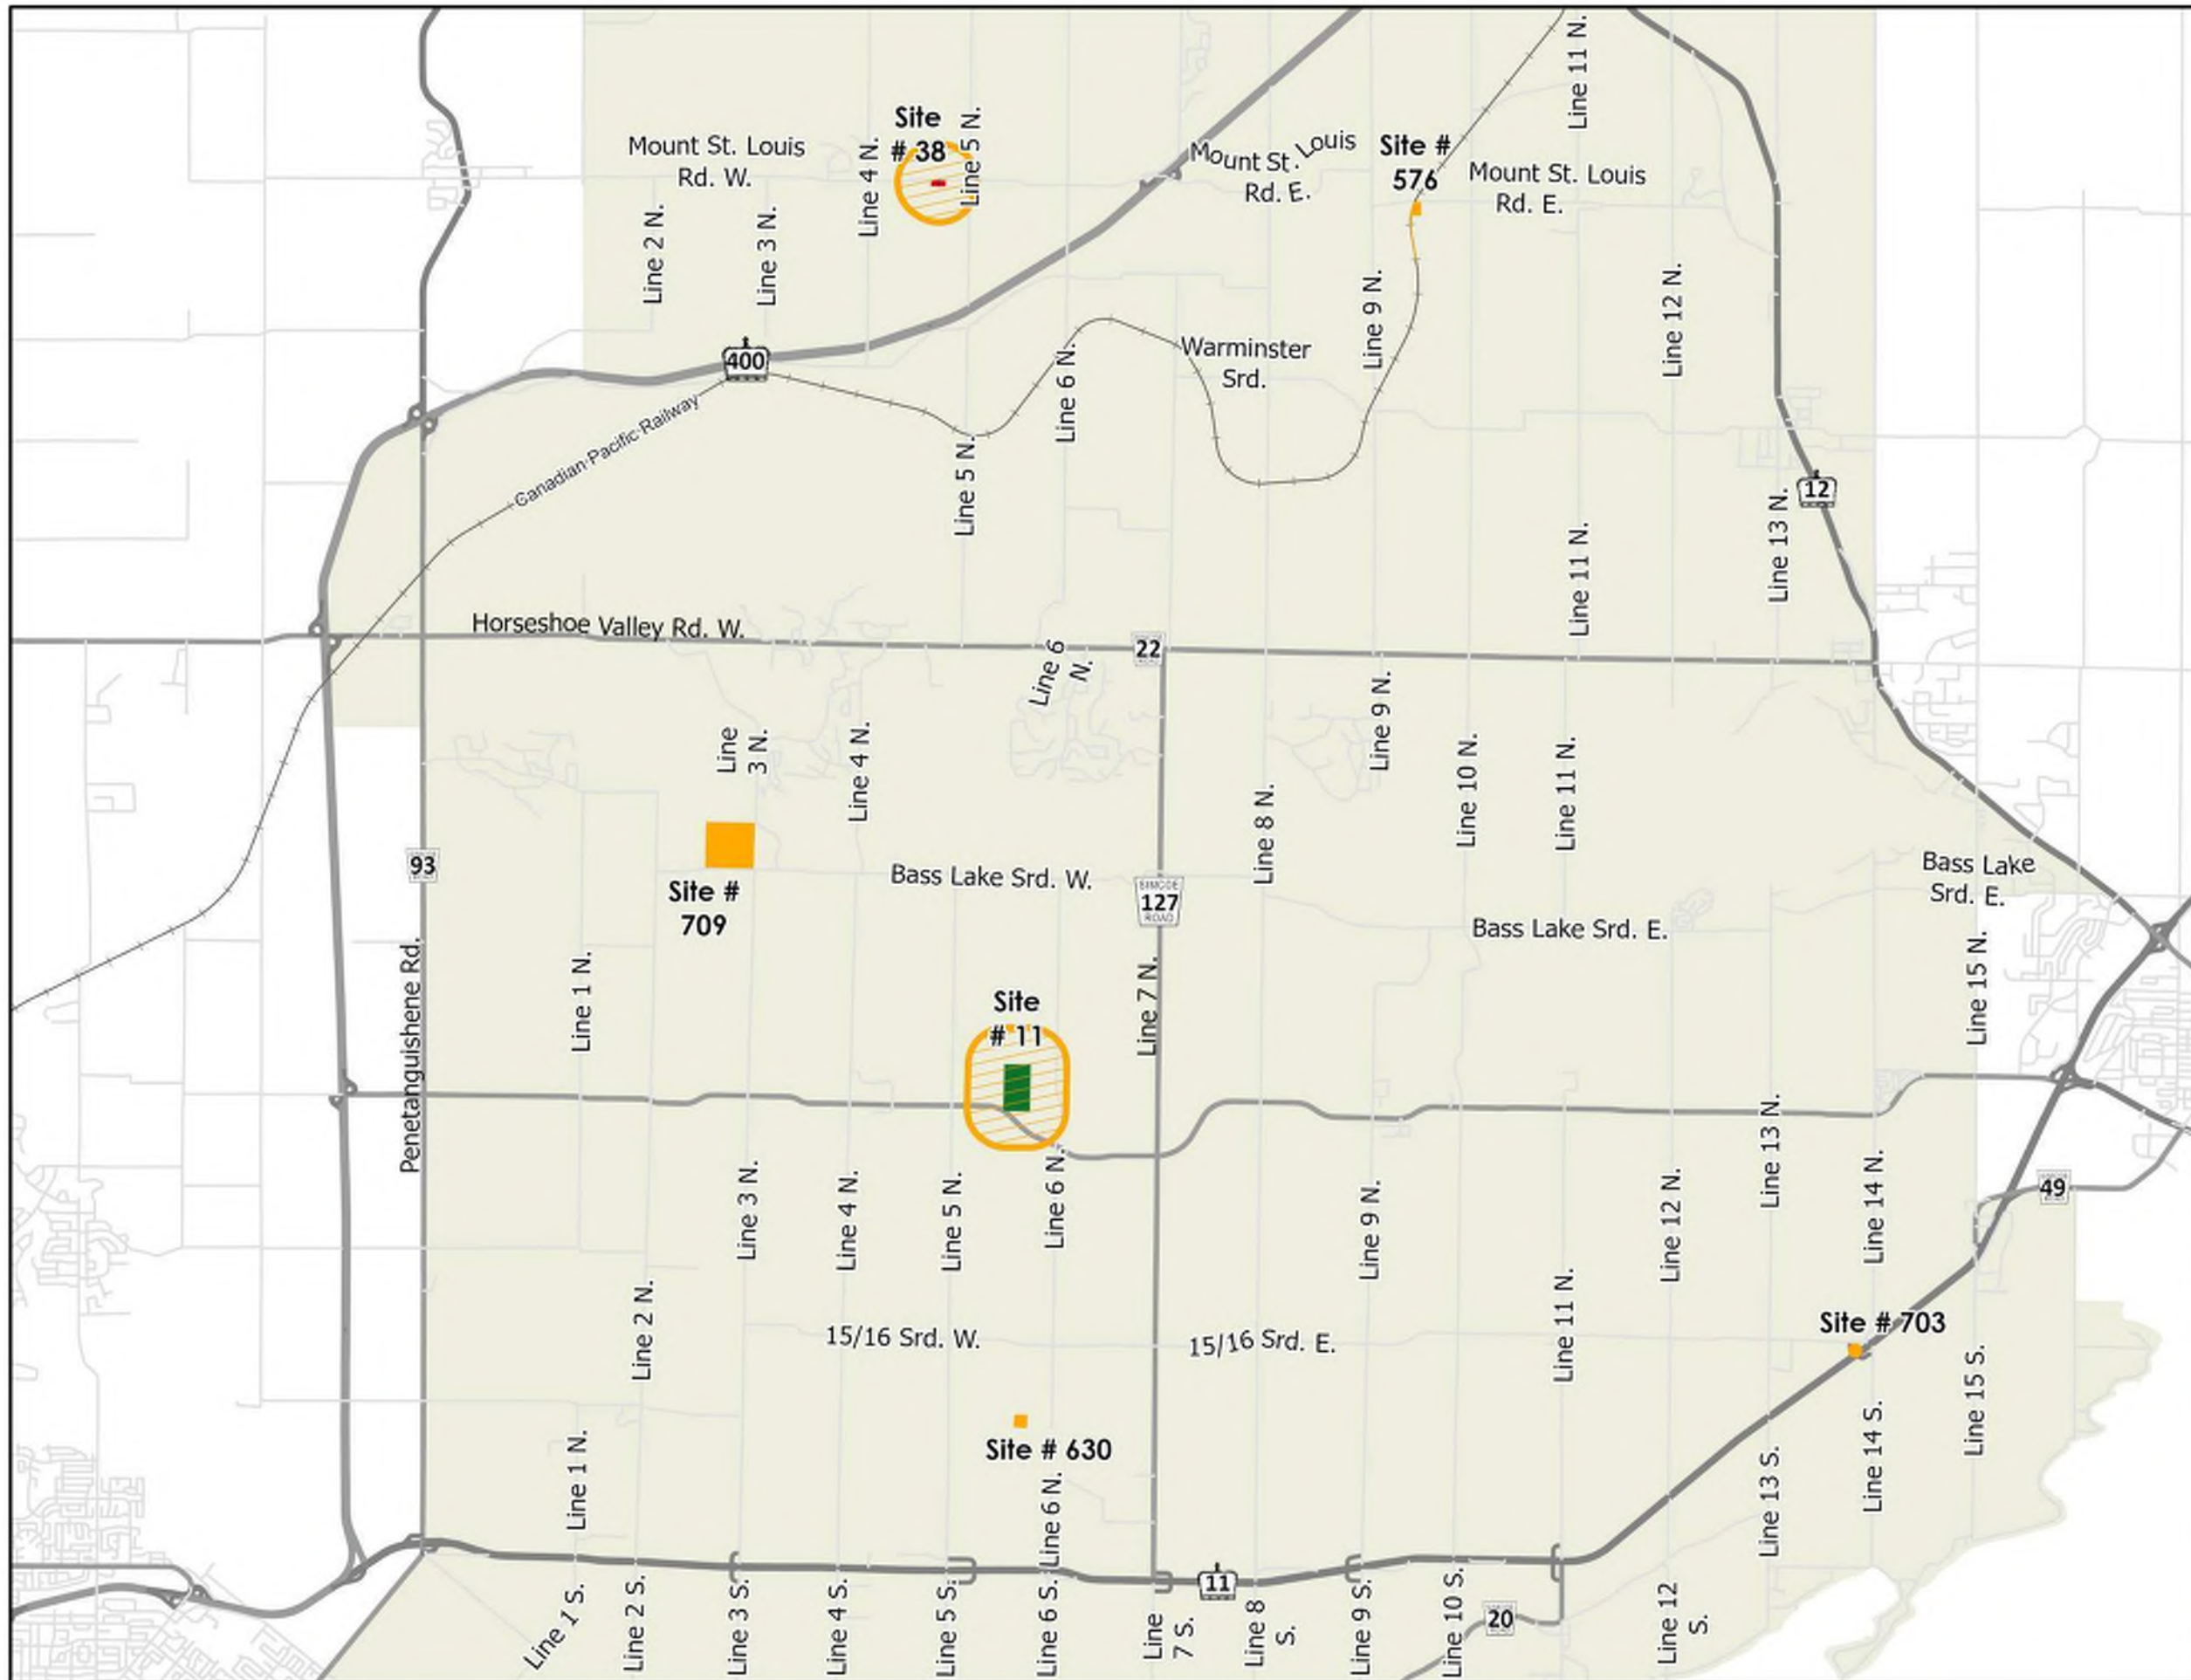 Line 11 N.
Site
# 38
Line 5 N.
Mount St. Louis
Rd. W.
Line 4 N.
Mount St. Louis
Rd. E.
Site #
576
Mount St. Louis
Rd. E.
Line 2 N.
Line 3 N.
Line 9 N.
Line 12 N.
400
Warminster
Srd.
Line 6 N.
Canadian Pacific Railway
Line 5 N.
12
Line 13 N.
Line 11 N.
Horseshoe Valley Rd. W.
22
Line 6
N.
Line 9 N.
Line
3 N.
Line 4 N.
Line 10 N.
Line 11 N.
Line 8 N.
93
Site #
709
Bass Lake Srd. W.
SIMCOE
127
ROAD
Bass Lake
Srd. E.
Bass Lake Srd. E.
Penetanguishene Rd.
Line 1 N.
Site
# 11
Line 7 N.
Line 15 N.
Line 3 N.
Line 4 N.
Line 5 N.
Line 6 N.
Line 9 N.
Line 12 N.
Line 13 N.
Line 14 N.
49
Line 2 N.
15/16 Srd. W.
15/16 Srd. E.
Line 11 N.
Site # 703
Site # 630
Line 1 N.
Line 6 N.
Line 13 S.
Line 14 S.
Line 15 S.
11
20
Line 1 S.
Line 2 S.
Line 3 S.
Line 4 S.
Line 5 S.
Line 6 S.
Line
7 S.
Line 8
S.
Line 9 S.
Line 10 S.
Line 12
S.